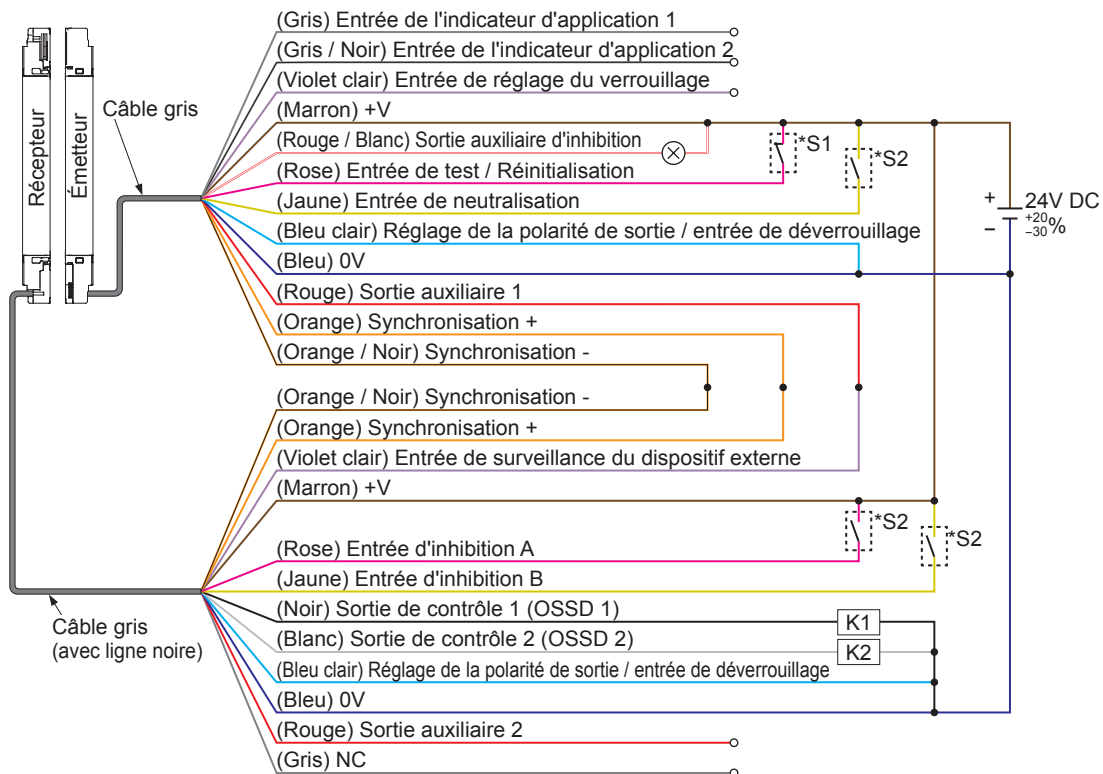 Récepteur
Émetteur
Câble gris
(Gris) Entrée de l'indicateur d'application 1
(Gris / Noir) Entrée de l'indicateur d'application 2
(Violet clair) Entrée de réglage du verrouillage
(Marron) +V
(Rouge / Blanc) Sortie auxiliaire d'inhibition
*S1
*S2
(Rose) Entrée de test / Réinitialisation
(Jaune) Entrée de neutralisation
+ 24V DC
− +20 −30%
(Bleu clair) Réglage de la polarité de sortie / entrée de déverrouillage
(Bleu) 0V
(Rouge) Sortie auxiliaire 1
(Orange) Synchronisation +
(Orange / Noir) Synchronisation -
(Orange / Noir) Synchronisation -
(Orange) Synchronisation +
(Violet clair) Entrée de surveillance du dispositif externe
(Marron) +V
*S2
*S2
(Rose) Entrée d'inhibition A
(Jaune) Entrée d'inhibition B
(Noir) Sortie de contrôle 1 (OSSD 1)
K1
(Blanc) Sortie de contrôle 2 (OSSD 2)
K2
Câble gris
(avec ligne noire)
(Bleu clair) Réglage de la polarité de sortie / entrée de déverrouillage
(Bleu) 0V
(Rouge) Sortie auxiliaire 2
(Gris) NC